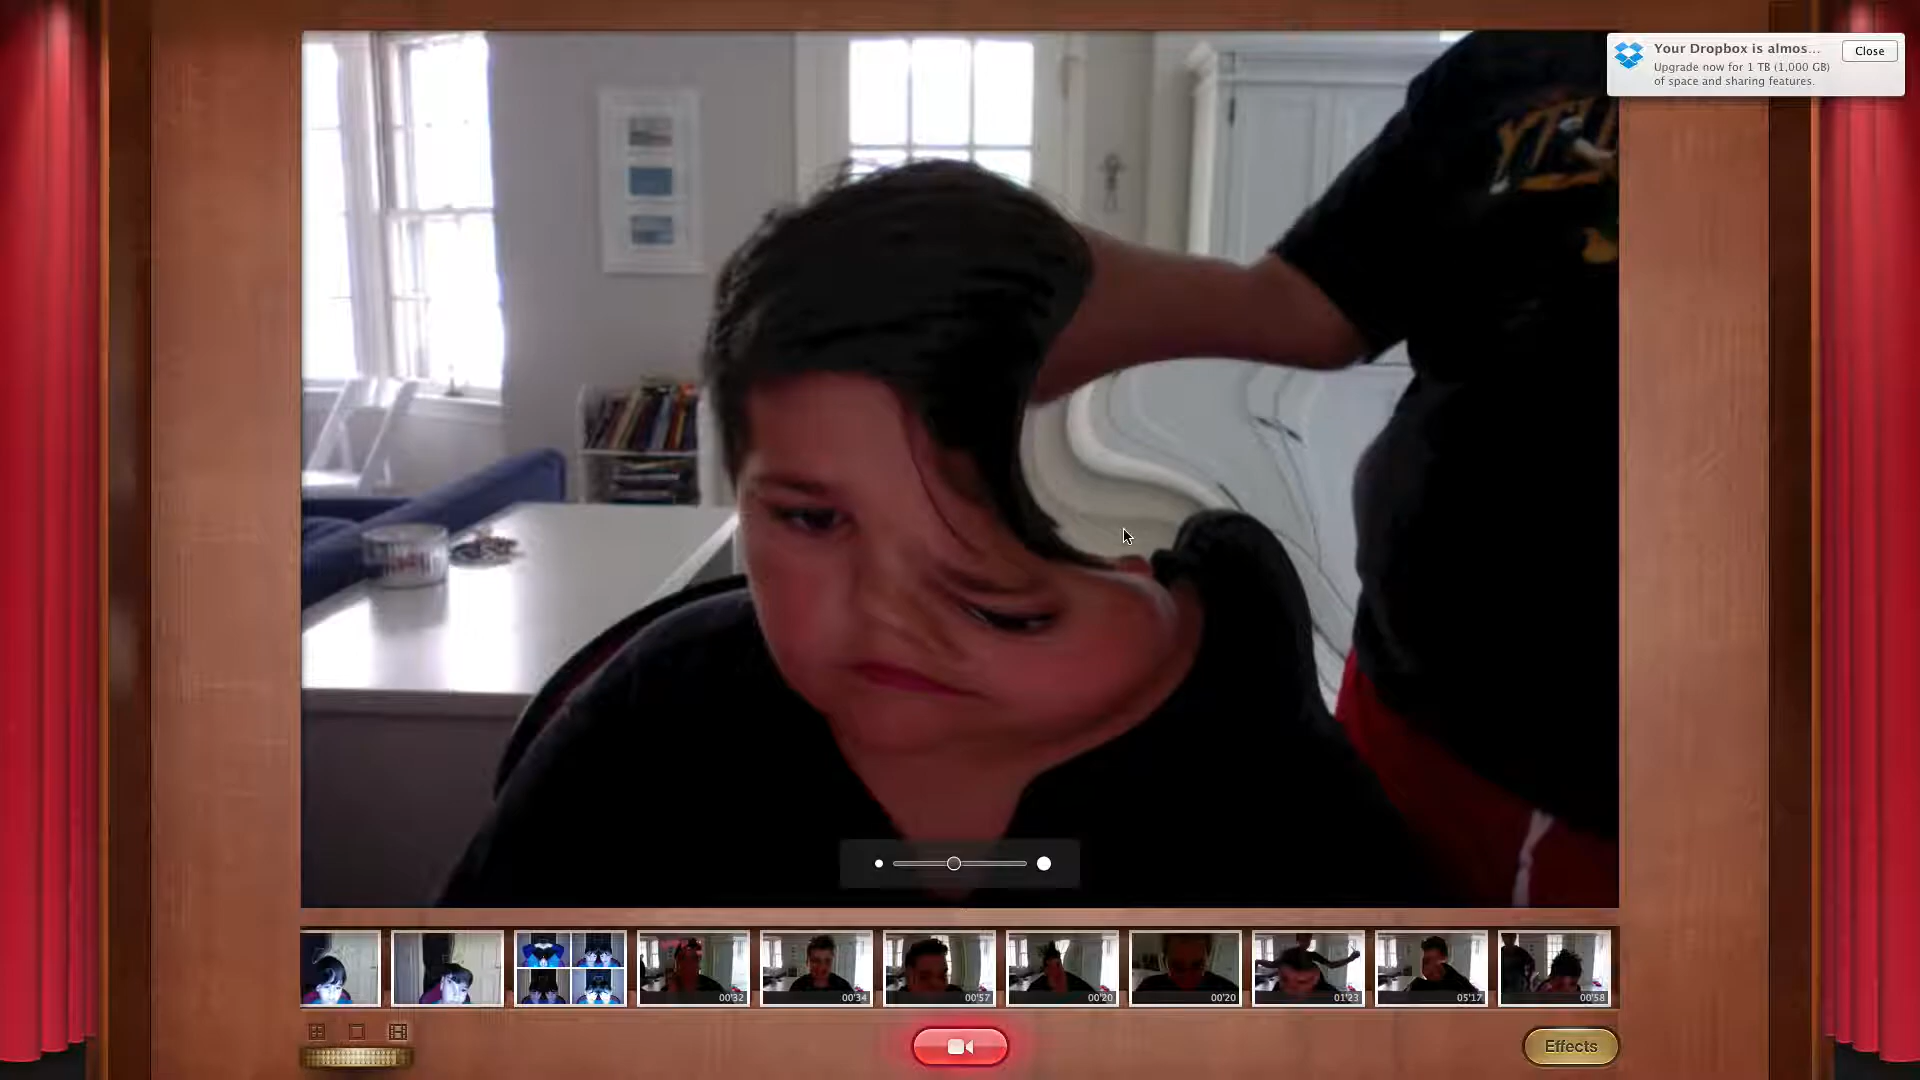 Your Dropbox is almos...
Close
Upgrade now for 1 TB (1,000 GB)
of space and sharing features.
00'32
00'34
00'57
00'20
00'20
01'23
05'17
00'58
Effects